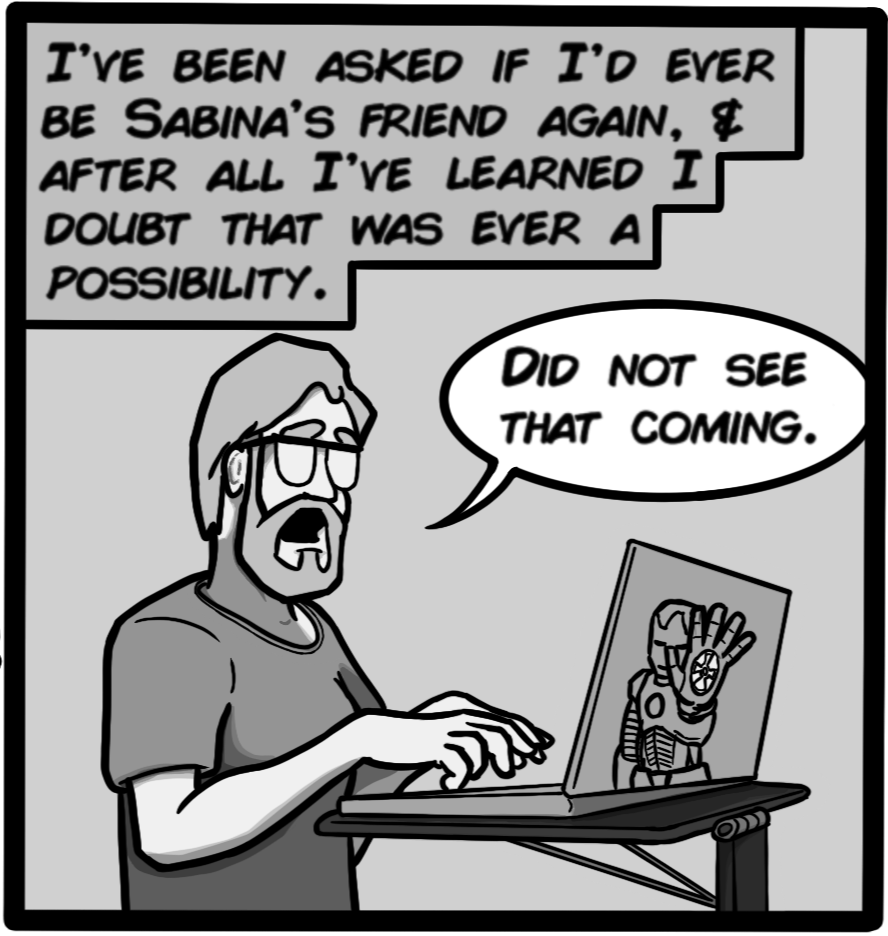 I'VE BEEN ASKED IF I'D EVER
BE SABINA'S FRIEND AGAIN, &
AFTER ALL I'VE LEARNED I
DOUBT THAT WAS EVER A
POSSIBILITY.
DID NOT SEE
THAT COMING.